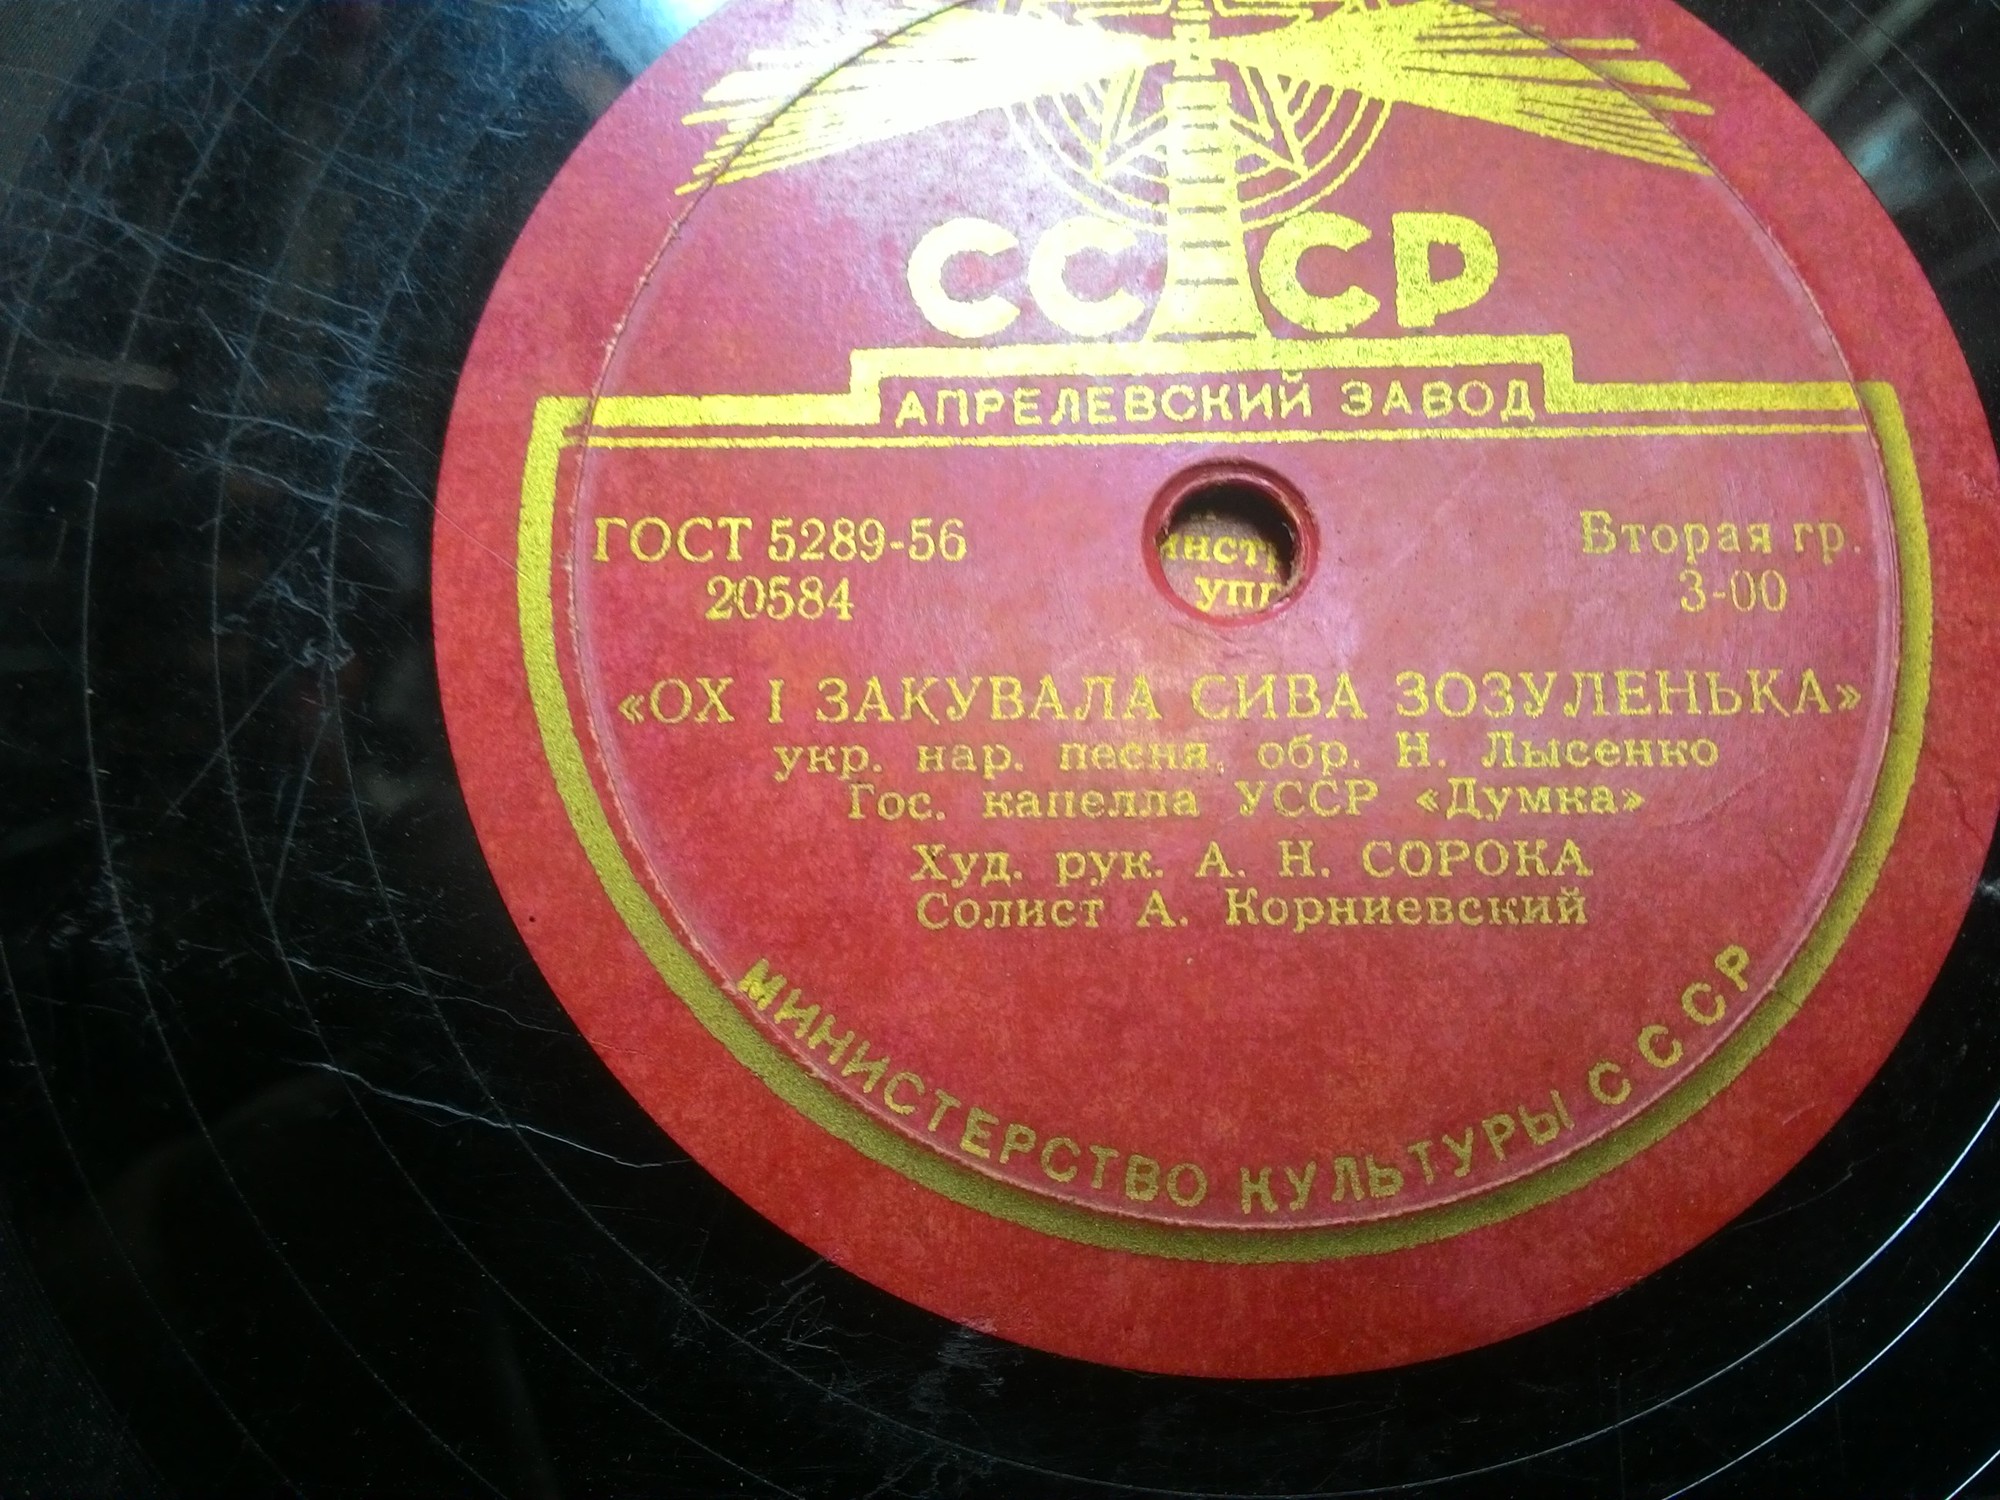 СССР
АПРЕЛЕВСКИЙ ЗАВОД
ГОСТ 5289-56
20584
Вторая гр.
3-00
«ОХ І ЗАКУВАЛА СИВА ЗОЗУЛЕНЬКА»
укр. нар. песня, обр. Н. Лысенко
Гос. капелла УССР «Думка»
Худ. рук. А. Н. СОРОКА
Солист А. Корниевский
МИНИСТЕРСТВО КУЛЬТУРЫ СССР